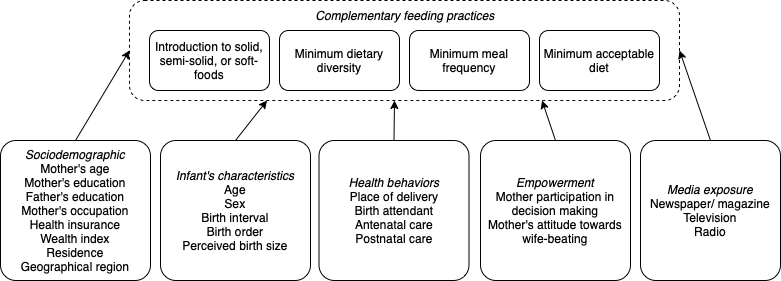 Complementary feeding practices
Introduction to solid,
semi-solid, or soft-
foods
Minimum dietary
diversity
Minimum meal
frequency
Minimum acceptable
diet
Sociodemographic
Mother's age
Mother's education
Father's education
Mother's occupation
Health insurance
Wealth index
Residence
Geographical region
Infant's characteristics
Age
Sex
Birth interval
Birth order
Perceived birth size
Health behaviors
Place of delivery
Birth attendant
Antenatal care
Postnatal care
Empowerment
Mother participation in
decision making
Mother's attitude towards
wife-beating
Media exposure
Newspaper/ magazine
Television
Radio